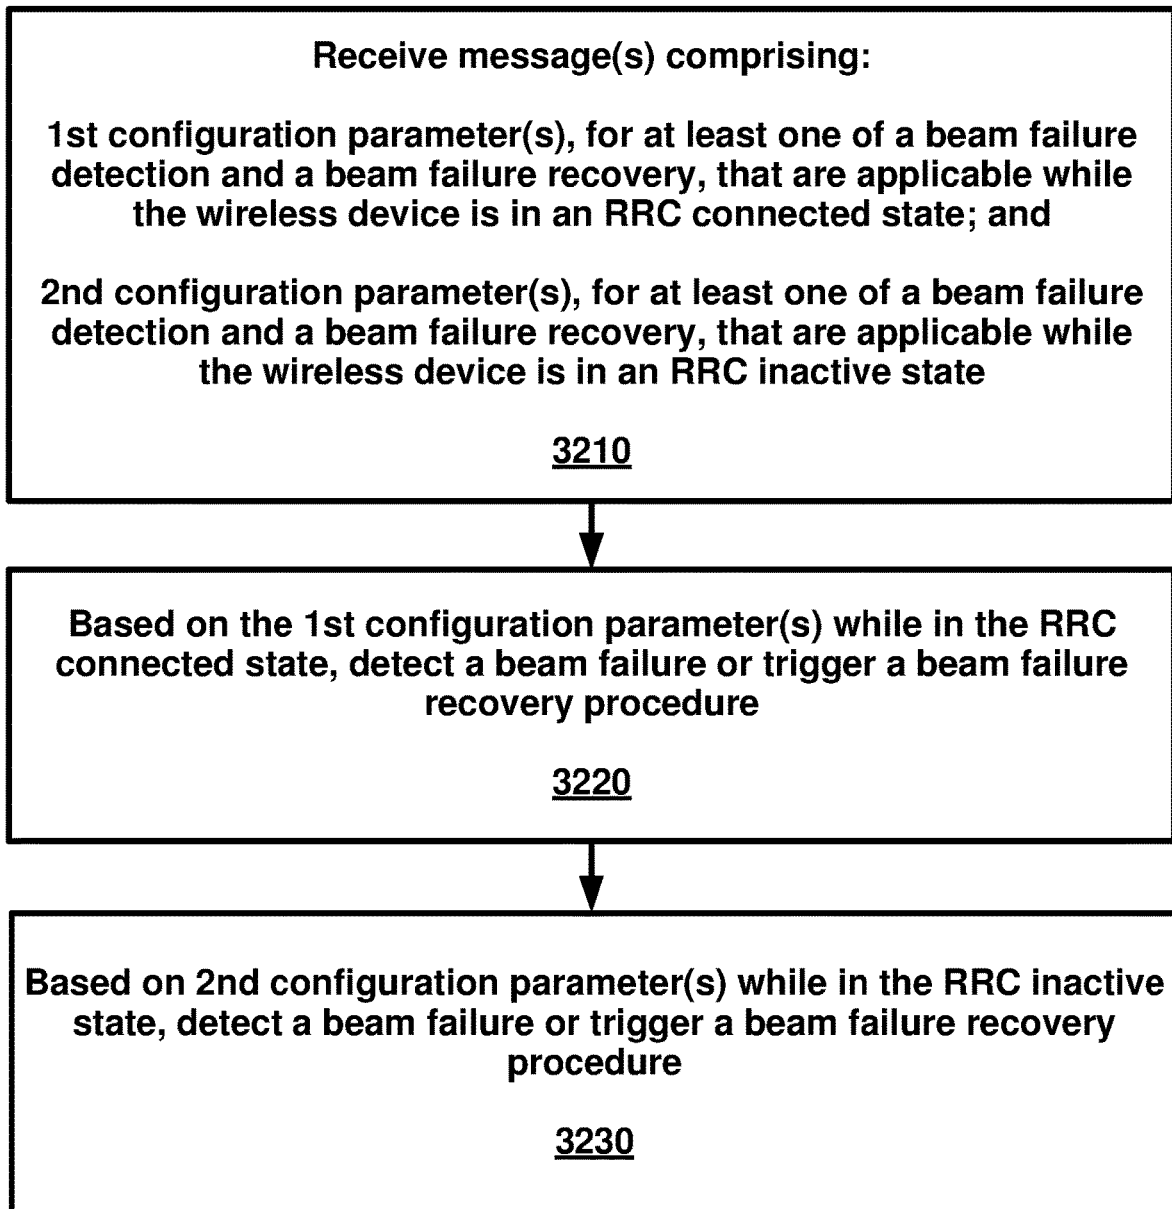 Receive message(s) comprising:
1st configuration parameter(s), for at least one of a beam failure
detection and a beam failure recovery, that are applicable while
the wireless device is in an RRC connected state; and
2nd configuration parameter(s), for at least one of a beam failure
detection and a beam failure recovery, that are applicable while
the wireless device is in an RRC inactive state
3210
Based on the 1st configuration parameter(s) while in the RRC
connected state, detect a beam failure or trigger a beam failure
recovery procedure
3220
Based on 2nd configuration parameter(s) while in the RRC inactive
state, detect a beam failure or trigger a beam failure recovery
procedure
3230